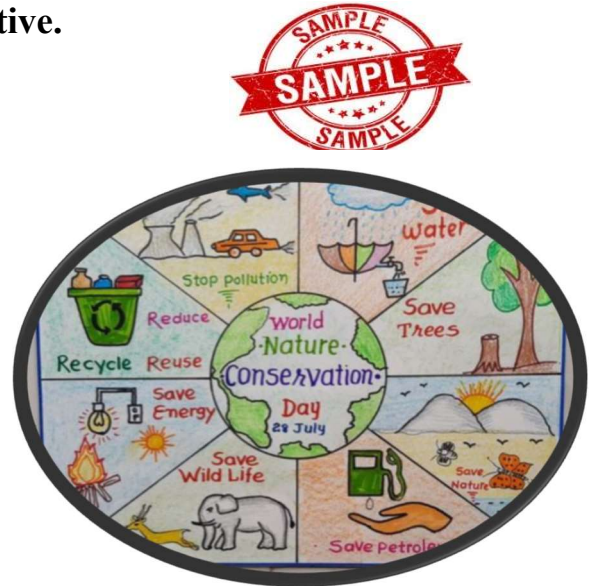 tive.
SAMPLE
SAMPLE
SAMPLE
water
Stop pollution
Save
Trees
Reduce
Recycle Reuse
World
Nature
Conservation
Day
28 July
Save
Energy
Save
Wild Life
Save
Nature
Save Petrole